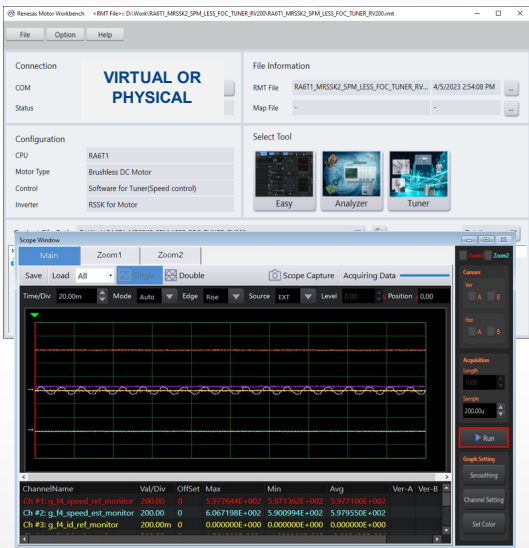 Renesas Motor Workbench <RMT File>: D:\Work\RA6T1_MRSSK2_SPM_LESS_FOC_TUNER_RV200\RA6T1_MRSSK2_SPM_LESS_FOC_TUNER_RV200.rmt
File Option Help
Connection
COM
Status
VIRTUAL OR
PHYSICAL
File Information
RMT File RA6T1_MRSSK2_SPM_LESS_FOC_TUNER_RV... 4/5/2023 2:54:08 PM ...
Map File - - ...
Configuration
CPU RA6T1
Motor Type Brushless DC Motor
Control Software for Tuner(Speed control)
Inverter RSSK for Motor
Select Tool
Easy Analyzer Tuner
Scope Window
Main Zoom1 Zoom2
Save Load All Single Double Scope Capture Acquiring Data
Time/Div 20.00m Mode Auto Edge Rise Source EXT Level 0.00 Position 0.00
ChannelName Val/Div OffSet Max Min Avg Ver-A Ver-B
Ch #1: g_f4_speed_ref_monitor 200.00 0 5.977644E+002 5.971362E+002 5.977100E+002
Ch #2: g_f4_speed_est_monitor 200.00 0 6.067198E+002 5.900994E+002 5.979550E+002
Ch #3: g_f4_id_ref_monitor 200.00m 0 0.000000E+000 0.000000E+000 0.000000E+000
Zoom1 Zoom2
Cursors
Ver
A B
Hor
A B
Acquisition
Length
1000
Sample
200.00u
Run
Graph Setting
Smoothing
Channel Setting
Set Color